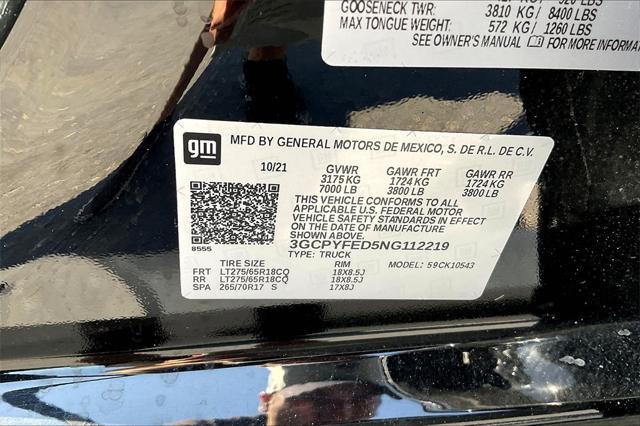 GOOSENECK TWR: 3810 KG/ 8400 LBS
MAX TONGUE WEIGHT: 572 KG/ 1260 LBS
SEE OWNER'S MANUAL FOR MORE INFORMA
gm
MFD BY GENERAL MOTORS DE MEXICO, S. DE R.L. DE C.V.
10/21 GVWR GAWR FRT GAWR RR
3175 KG 1724 KG 1724 KG
7000 LB 3800 LB 3800 LB
THIS VEHICLE CONFORMS TO ALL
APPLICABLE U.S. FEDERAL MOTOR
VEHICLE SAFETY STANDARDS IN EFFECT
ON THE DATE OF MANUFACTURE
SHOWN ABOVE.
8555
3GCPYFED5NG112219
TYPE: TRUCK
TIRE SIZE RIM MODEL: 59CK10543
FRT LT275/65R18CQ 18X8.5J
RR LT275/65R18CQ 18X8.5J
SPA 265/70R17 S 17X8J